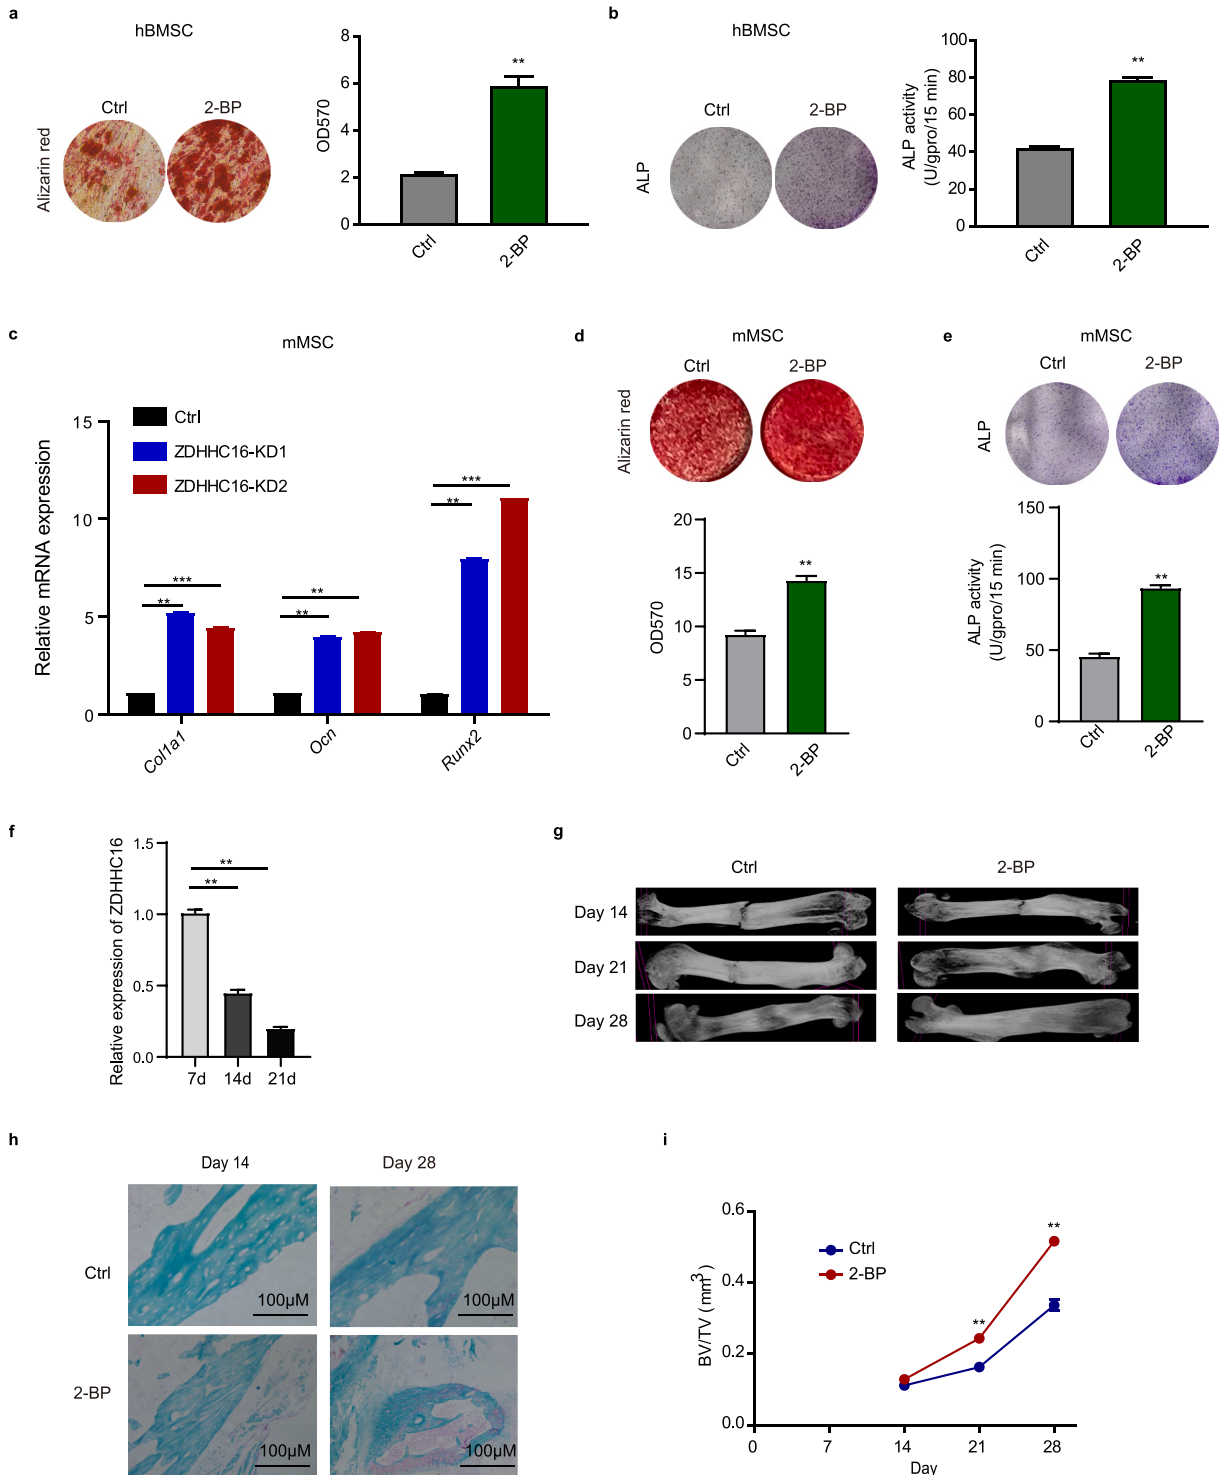 a
hBMSC
Ctrl
2-BP
Alizarin red
OD570
8
6
4
2
0
**
Ctrl
2-BP
b
hBMSC
Ctrl
2-BP
ALP
ALP activity
(U/gpro/15 min)
100
80
60
40
20
0
**
Ctrl
2-BP
c
mMSC
Ctrl
ZDHHC16-KD1
ZDHHC16-KD2
Relative mRNA expression
15
10
5
0
***
**
**
**
***
**
Col1a1
Ocn
Runx2
d
mMSC
Ctrl
2-BP
Alizarin red
OD570
20
15
10
5
0
**
Ctrl
2-BP
e
mMSC
Ctrl
2-BP
ALP
ALP activity
(U/gpro/15 min)
150
100
50
0
**
Ctrl
2-BP
f
Relative expression of ZDHHC16
1.5
1.0
0.5
0.0
**
**
7d
14d
21d
g
Ctrl
2-BP
Day 14
Day 21
Day 28
h
Day 14
Day 28
Ctrl
100μM
100μM
2-BP
100μM
100μM
i
BV/TV (mm3)
0.6
0.4
0.2
0.0
Ctrl
2-BP
**
**
0
7
14
21
28
Day